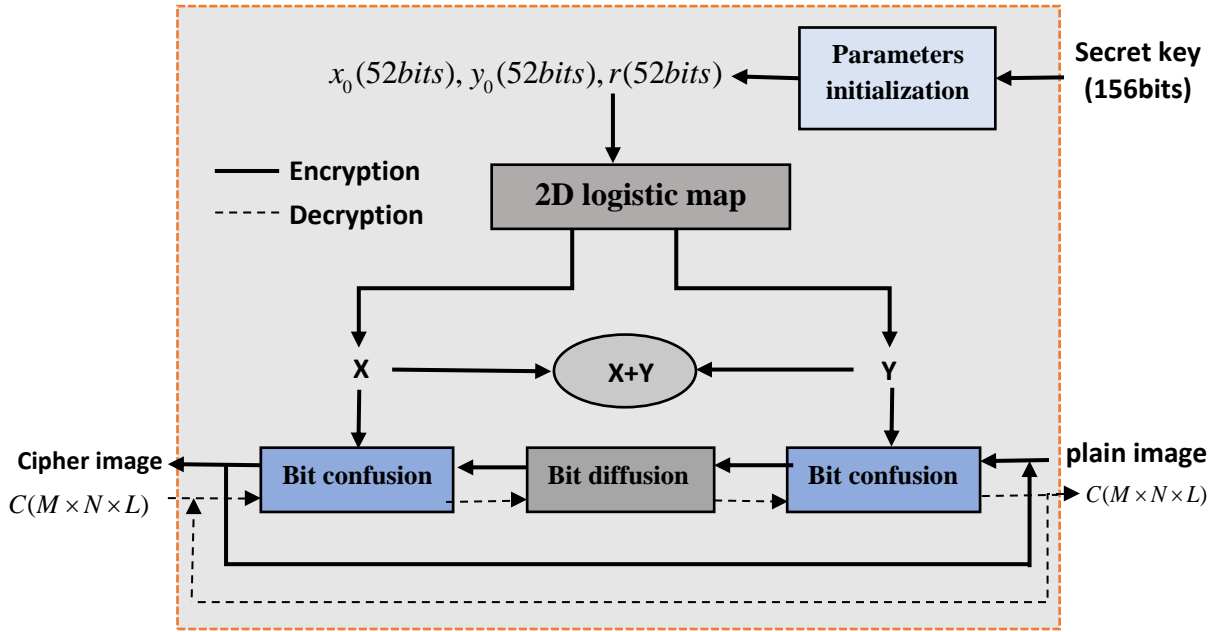 Parameters
initialization
Secret key
(156bits)
x₀(52bits), y₀(52bits), r(52bits)
Encryption
Decryption
2D logistic map
X
X+Y
Y
Cipher image
Bit confusion
Bit diffusion
Bit confusion
plain image
C(M × N × L)
C(M × N × L)